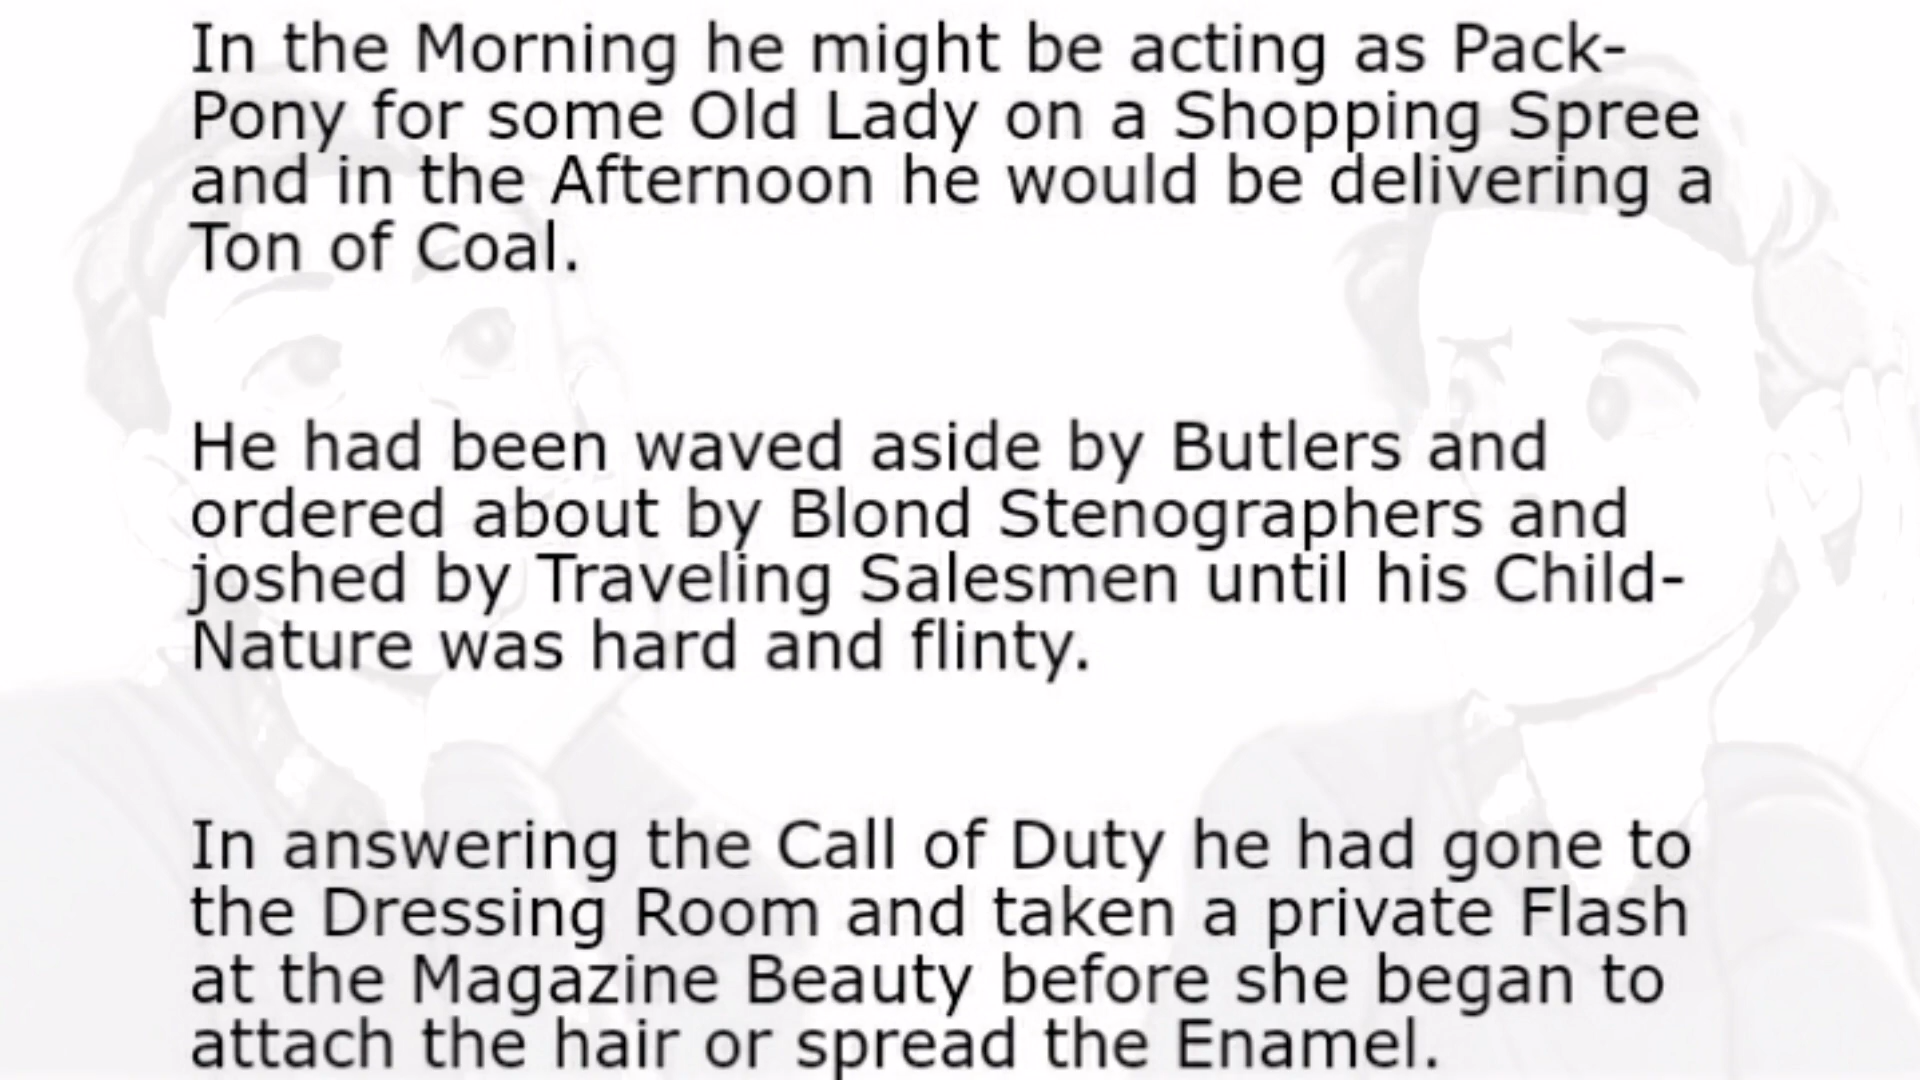 In the Morning he might be acting as Pack-
Pony for some Old Lady on a Shopping Spree
and in the Afternoon he would be delivering a
Ton of Coal.
He had been waved aside by Butlers and
ordered about by Blond Stenographers and
joshed by Traveling Salesmen until his Child-
Nature was hard and flinty.
In answering the Call of Duty he had gone to
the Dressing Room and taken a private Flash
at the Magazine Beauty before she began to
attach the hair or spread the Enamel.